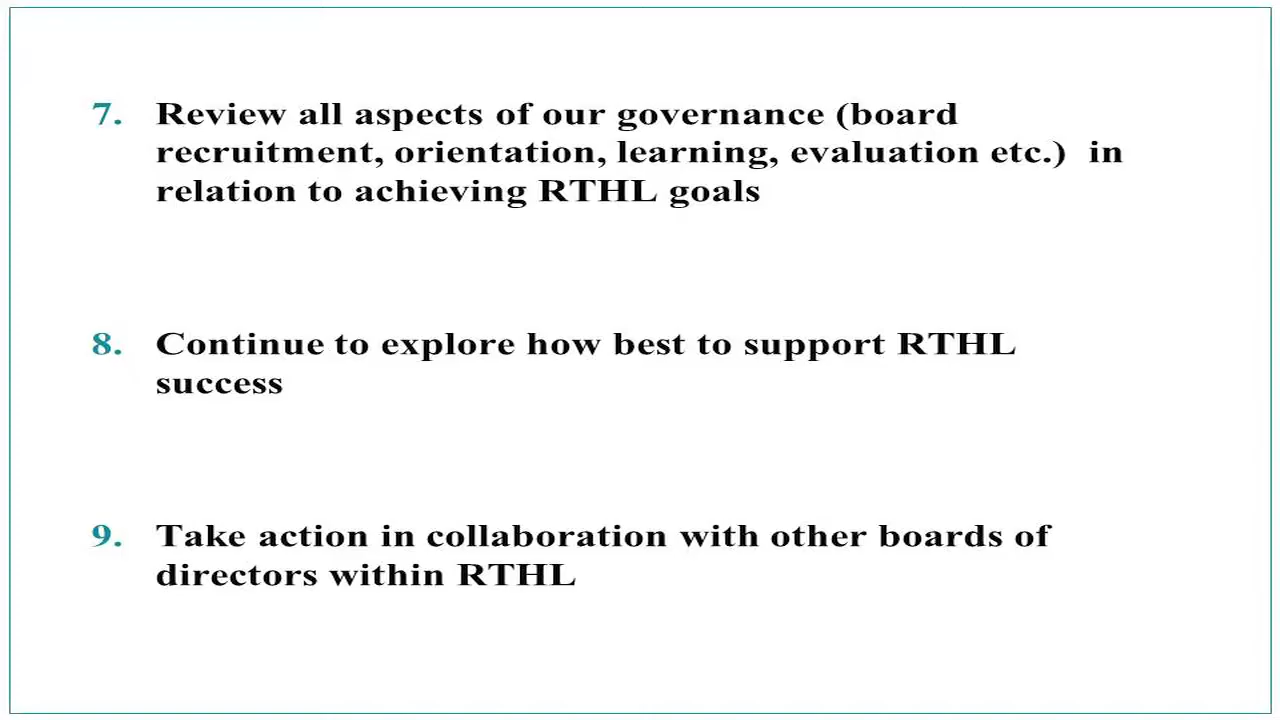 7. Review all aspects of our governance (board
recruitment, orientation, learning, evaluation etc.)  in
relation to achieving RTHL goals
8. Continue to explore how best to support RTHL
success
9. Take action in collaboration with other boards of
directors within RTHL